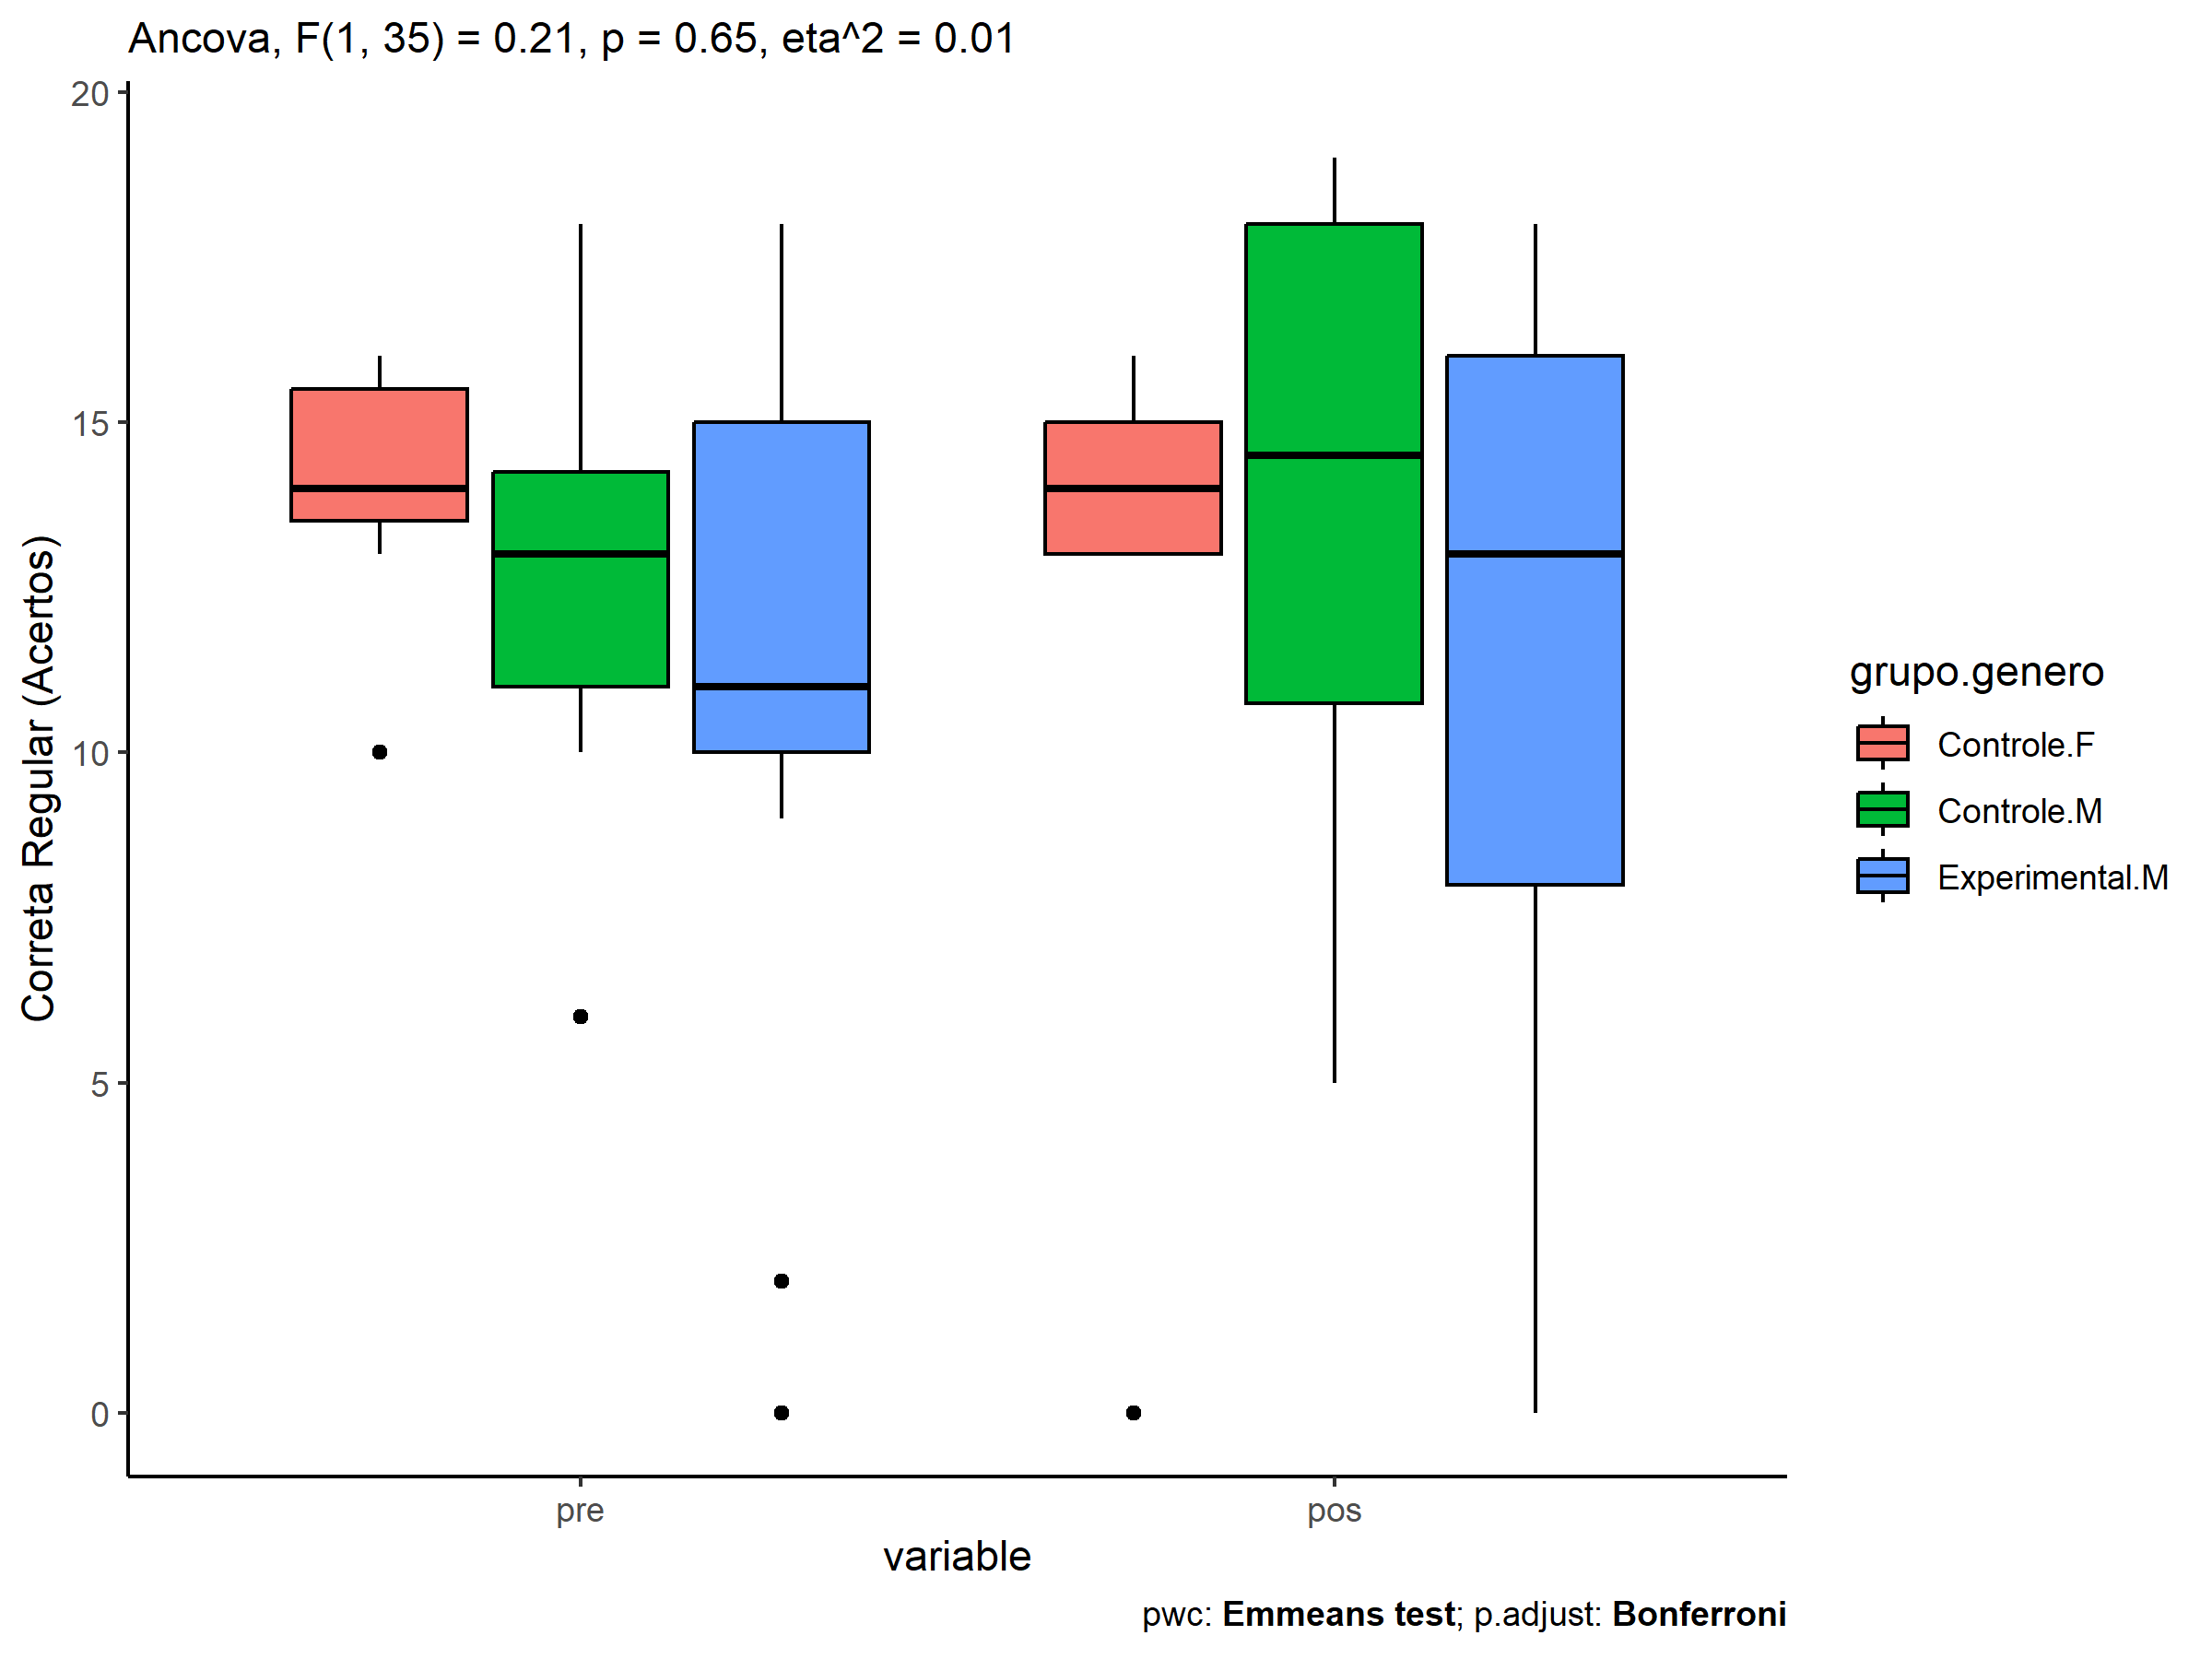 Ancova, F(1, 35) = 0.21, p = 0.65, eta^2 = 0.01
Correta Regular (Acertos)
20
15
10
5
0
pre
pos
variable
grupo.genero
Controle.F
Controle.M
Experimental.M
pwc: Emmeans test; p.adjust: Bonferroni